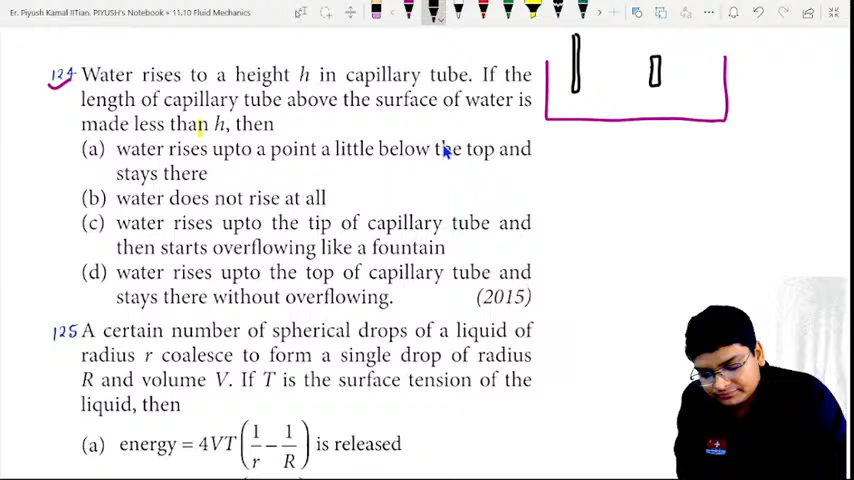 Er. Piyush Kamal IITian. PIYUSH's Notebook » 11.10 Fluid Mechanics
124 Water rises to a height h in capillary tube. If the
length of capillary tube above the surface of water is
made less than h, then
(a) water rises upto a point a little below the top and
stays there
(b) water does not rise at all
(c) water rises upto the tip of capillary tube and
then starts overflowing like a fountain
(d) water rises upto the top of capillary tube and
stays there without overflowing. (2015)
125 A certain number of spherical drops of a liquid of
radius r coalesce to form a single drop of radius
R and volume V. If T is the surface tension of the
liquid, then
(a) energy = 4VT(1/r − 1/R) is released